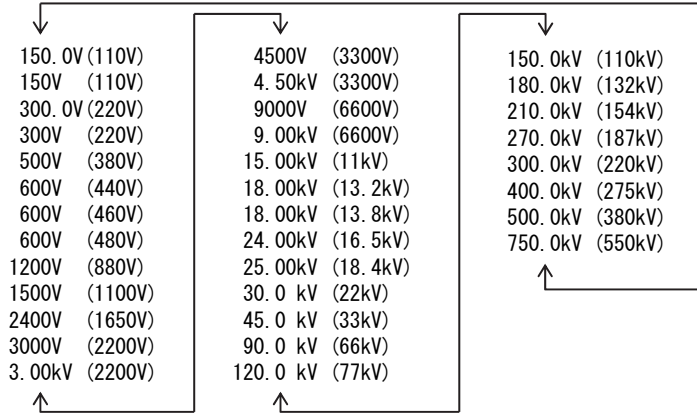 150.0V(110V)
150V (110V)
300.0V(220V)
300V (220V)
500V (380V)
600V (440V)
600V (460V)
600V (480V)
1200V (880V)
1500V (1100V)
2400V (1650V)
3000V (2200V)
3.00kV (2200V)
4500V (3300V)
4.50kV (3300V)
9000V (6600V)
9.00kV (6600V)
15.00kV (11kV)
18.00kV (13.2kV)
18.00kV (13.8kV)
24.00kV (16.5kV)
25.00kV (18.4kV)
30.0 kV (22kV)
45.0 kV (33kV)
90.0 kV (66kV)
120.0 kV (77kV)
150.0kV (110kV)
180.0kV (132kV)
210.0kV (154kV)
270.0kV (187kV)
300.0kV (220kV)
400.0kV (275kV)
500.0kV (380kV)
750.0kV (550kV)